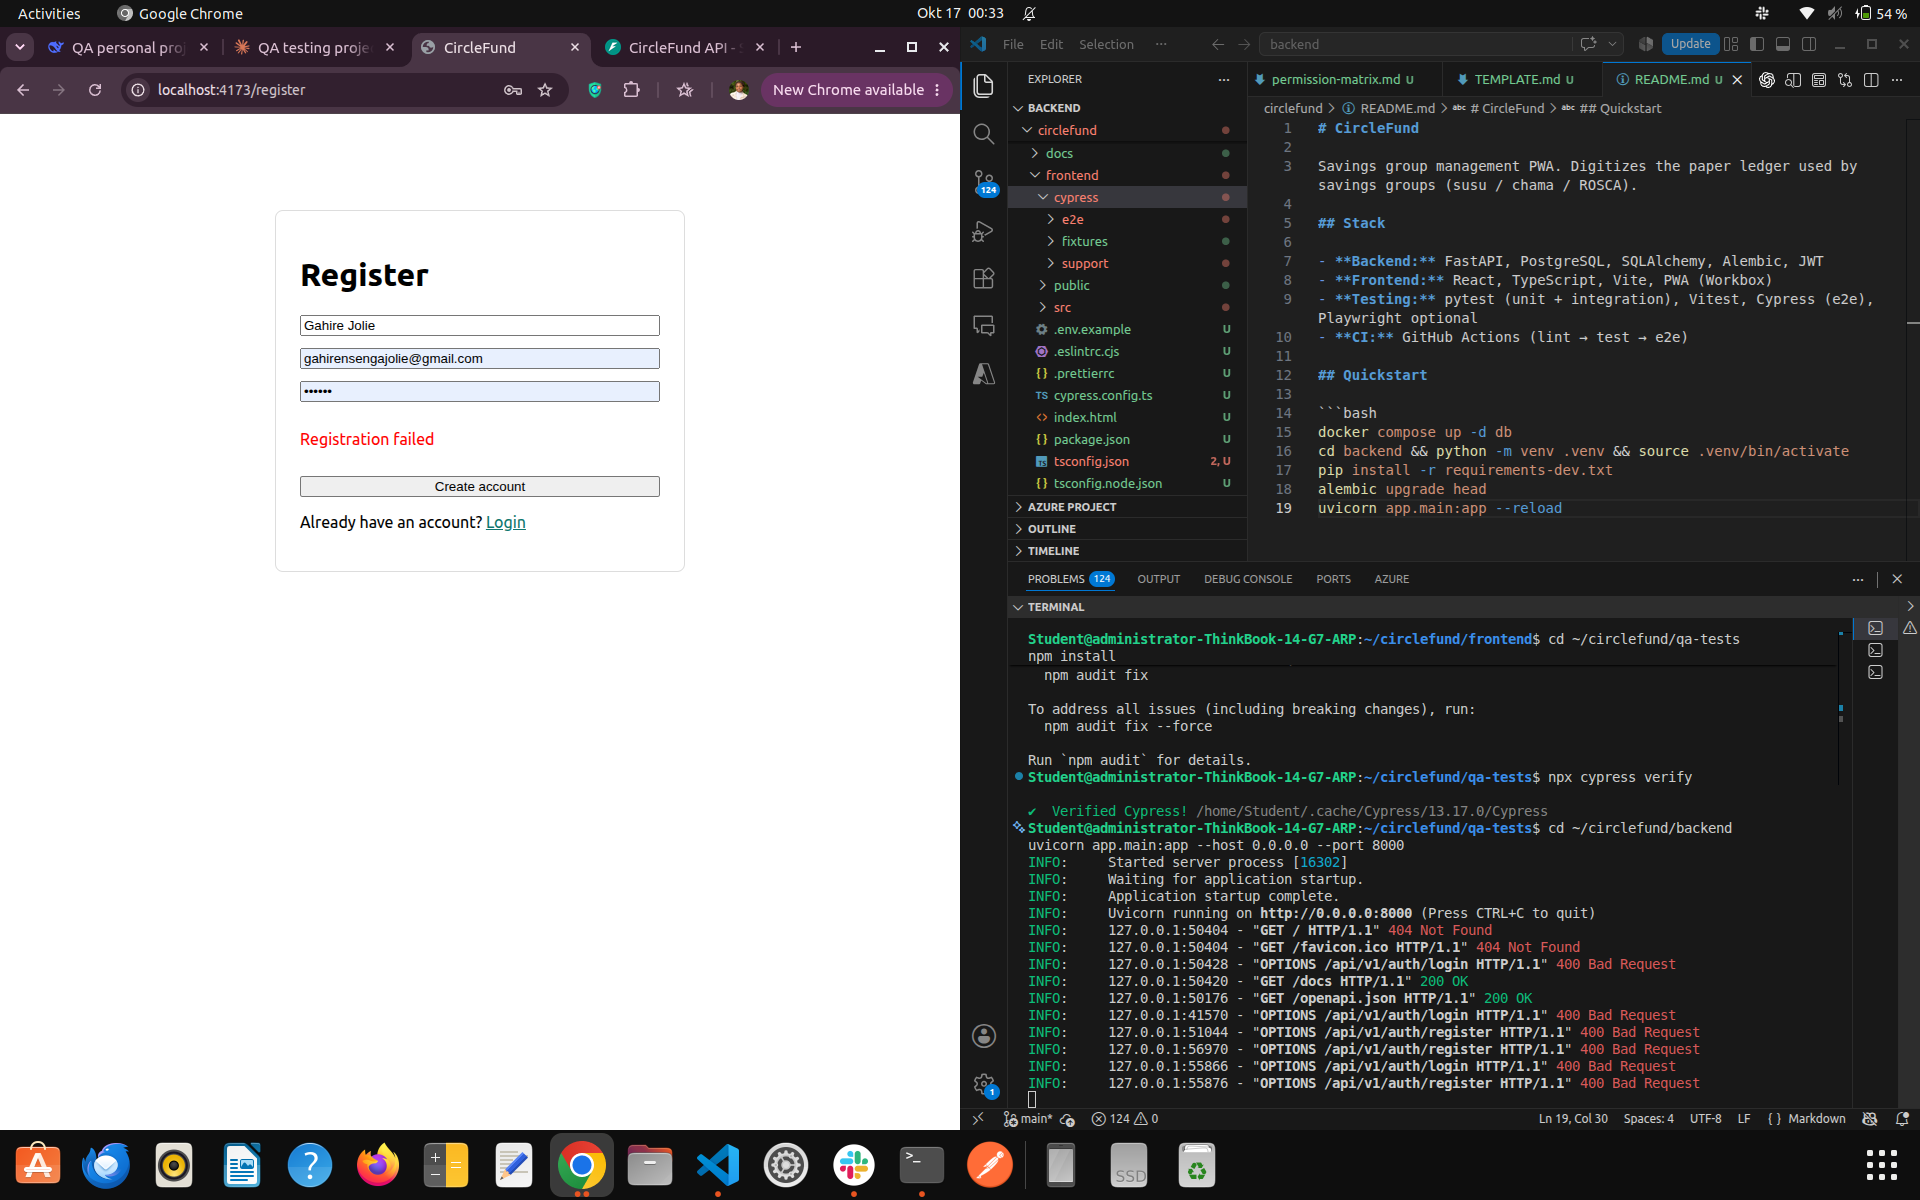 Activities
Google Chrome
Okt 17 00:33
54 %
QA personal pro
QA testing proje
CircleFund
CircleFund API - S
localhost:4173/register
New Chrome available
Register
Gahire Jolie
gahirensengajolie@gmail.com
••••••
Registration failed
Create account
Already have an account? Login
File Edit Selection ···
backend
Update
EXPLORER
BACKEND
circlefund
docs
frontend
cypress
e2e
fixtures
support
public
src
.env.example U
.eslintrc.cjs U
.prettierrc U
TS cypress.config.ts U
index.html U
package.json U
tsconfig.json 2, U
tsconfig.node.json U
AZURE PROJECT
OUTLINE
TIMELINE
124
1
permission-matrix.md U
TEMPLATE.md U
README.md U
circlefund > README.md > abc # CircleFund > abc ## Quickstart
1 # CircleFund
2
3 Savings group management PWA. Digitizes the paper ledger used by
savings groups (susu / chama / ROSCA).
4
5 ## Stack
6
7 - **Backend:** FastAPI, PostgreSQL, SQLAlchemy, Alembic, JWT
8 - **Frontend:** React, TypeScript, Vite, PWA (Workbox)
9 - **Testing:** pytest (unit + integration), Vitest, Cypress (e2e),
Playwright optional
10 - **CI:** GitHub Actions (lint → test → e2e)
11
12 ## Quickstart
13
14 ```bash
15 docker compose up -d db
16 cd backend && python -m venv .venv && source .venv/bin/activate
17 pip install -r requirements-dev.txt
18 alembic upgrade head
19 uvicorn app.main:app --reload
PROBLEMS 124 OUTPUT DEBUG CONSOLE PORTS AZURE
TERMINAL
Student@administrator-ThinkBook-14-G7-ARP:~/circlefund/frontend$ cd ~/circlefund/qa-tests
npm install
npm audit fix
To address all issues (including breaking changes), run:
npm audit fix --force
Run `npm audit` for details.
Student@administrator-ThinkBook-14-G7-ARP:~/circlefund/qa-tests$ npx cypress verify
✔ Verified Cypress! /home/Student/.cache/Cypress/13.17.0/Cypress
Student@administrator-ThinkBook-14-G7-ARP:~/circlefund/qa-tests$ cd ~/circlefund/backend
uvicorn app.main:app --host 0.0.0.0 --port 8000
INFO: Started server process [16302]
INFO: Waiting for application startup.
INFO: Application startup complete.
INFO: Uvicorn running on http://0.0.0.0:8000 (Press CTRL+C to quit)
INFO: 127.0.0.1:50404 - "GET / HTTP/1.1" 404 Not Found
INFO: 127.0.0.1:50404 - "GET /favicon.ico HTTP/1.1" 404 Not Found
INFO: 127.0.0.1:50428 - "OPTIONS /api/v1/auth/login HTTP/1.1" 400 Bad Request
INFO: 127.0.0.1:50420 - "GET /docs HTTP/1.1" 200 OK
INFO: 127.0.0.1:50176 - "GET /openapi.json HTTP/1.1" 200 OK
INFO: 127.0.0.1:41570 - "OPTIONS /api/v1/auth/login HTTP/1.1" 400 Bad Request
INFO: 127.0.0.1:51044 - "OPTIONS /api/v1/auth/register HTTP/1.1" 400 Bad Request
INFO: 127.0.0.1:56970 - "OPTIONS /api/v1/auth/register HTTP/1.1" 400 Bad Request
INFO: 127.0.0.1:55866 - "OPTIONS /api/v1/auth/login HTTP/1.1" 400 Bad Request
INFO: 127.0.0.1:55876 - "OPTIONS /api/v1/auth/register HTTP/1.1" 400 Bad Request
main* 124 0
Ln 19, Col 30 Spaces: 4 UTF-8 LF { } Markdown
SSD